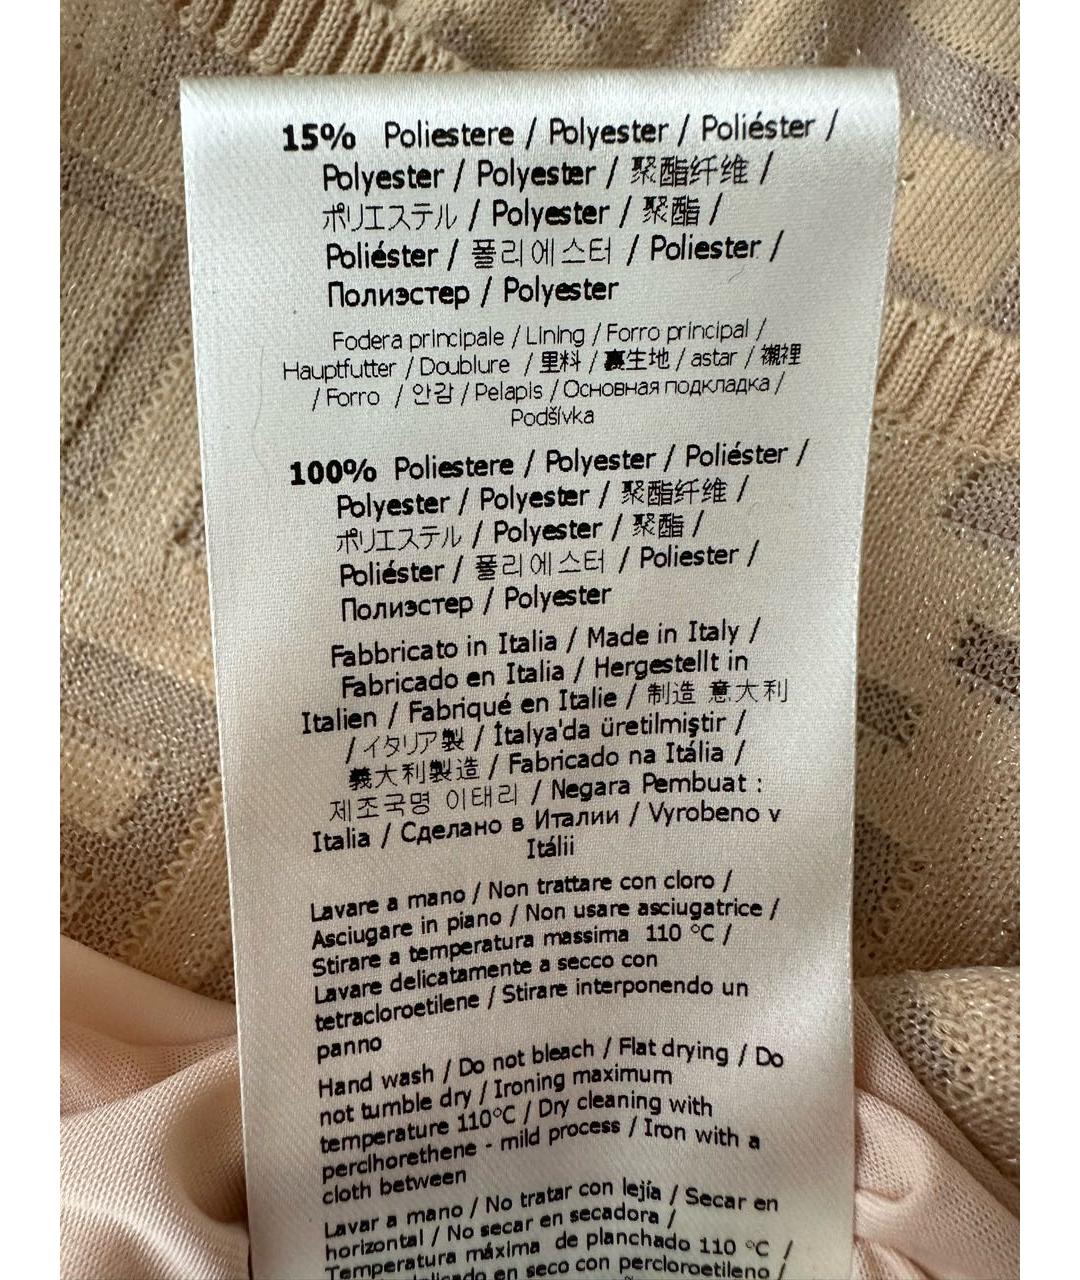 15% Poliestere / Polyester / Poliéster /
Polyester / Polyester / 聚酯纤维 /
ポリエステル / Polyester / 聚酯 /
Poliéster / 폴리에스터 / Poliester /
Полиэстер / Polyester
Fodera principale / Lining / Forro principal /
Hauptfutter / Doublure / 里料 / 裏生地 / astar / 襯裡
/ Forro / 안감 / Pelapis / Основная подкладка /
Podšívka
100% Poliestere / Polyester / Poliéster /
Polyester / Polyester / 聚酯纤维 /
ポリエステル / Polyester / 聚酯 /
Poliéster / 폴리에스터 / Poliester /
Полиэстер / Polyester
Fabbricato in Italia / Made in Italy /
Fabricado en Italia / Hergestellt in
Italien / Fabriqué en Italie / 制造 意大利
/ イタリア製 / İtalya'da üretilmiştir /
義大利製造 / Fabricado na Itália /
제조국명 이태리 / Negara Pembuat :
Italia / Сделано в Италии / Vyrobeno v
Itálii
Lavare a mano / Non trattare con cloro /
Asciugare in piano / Non usare asciugatrice /
Stirare a temperatura massima 110 °C /
Lavare delicatamente a secco con
tetracloroetilene / Stirare interponendo un
panno
Hand wash / Do not bleach / Flat drying / Do
not tumble dry / Ironing maximum
temperature 110°C / Dry cleaning with
perclhorethene - mild process / Iron with a
cloth between
Lavar a mano / No tratar con lejía / Secar en
horizontal / No secar en secadora /
Temperatura máxima de planchado 110 °C /
en seco con percloroetileno /